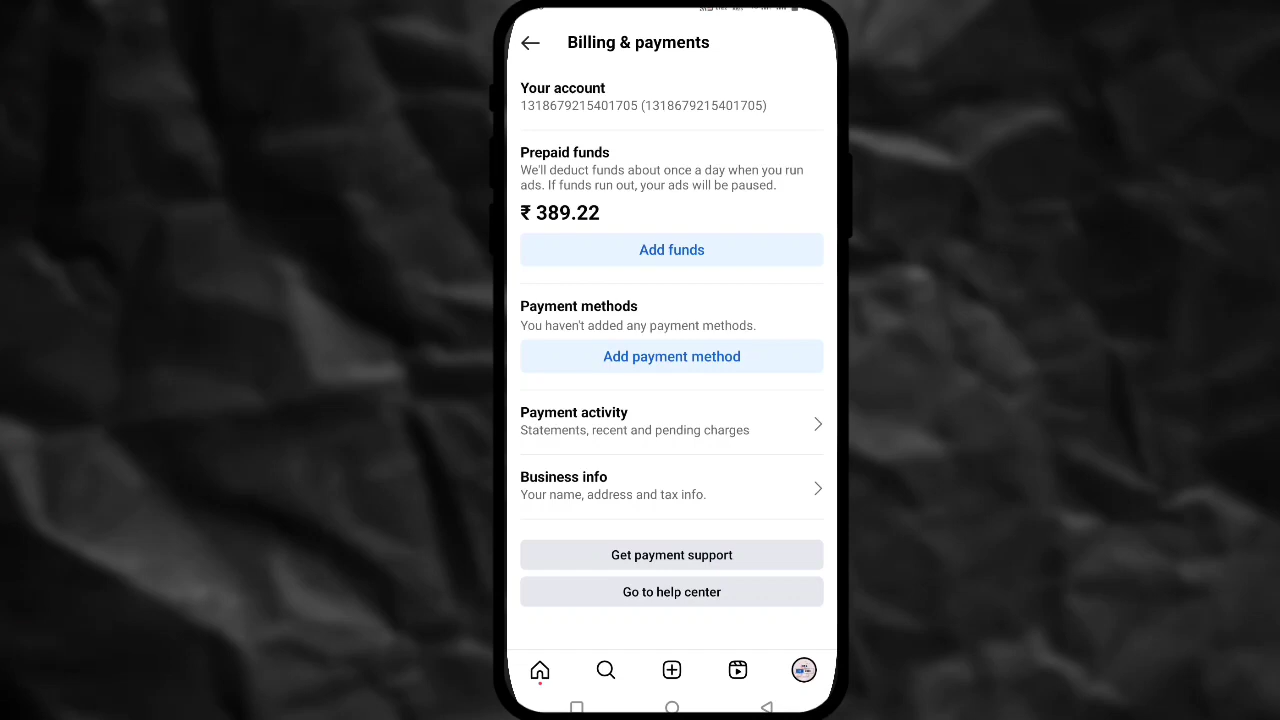 Billing & payments
Your account
1318679215401705 (1318679215401705)
Prepaid funds
We'll deduct funds about once a day when you run
ads. If funds run out, your ads will be paused.
₹ 389.22
Add funds
Payment methods
You haven't added any payment methods.
Add payment method
Payment activity
Statements, recent and pending charges
Business info
Your name, address and tax info.
Get payment support
Go to help center